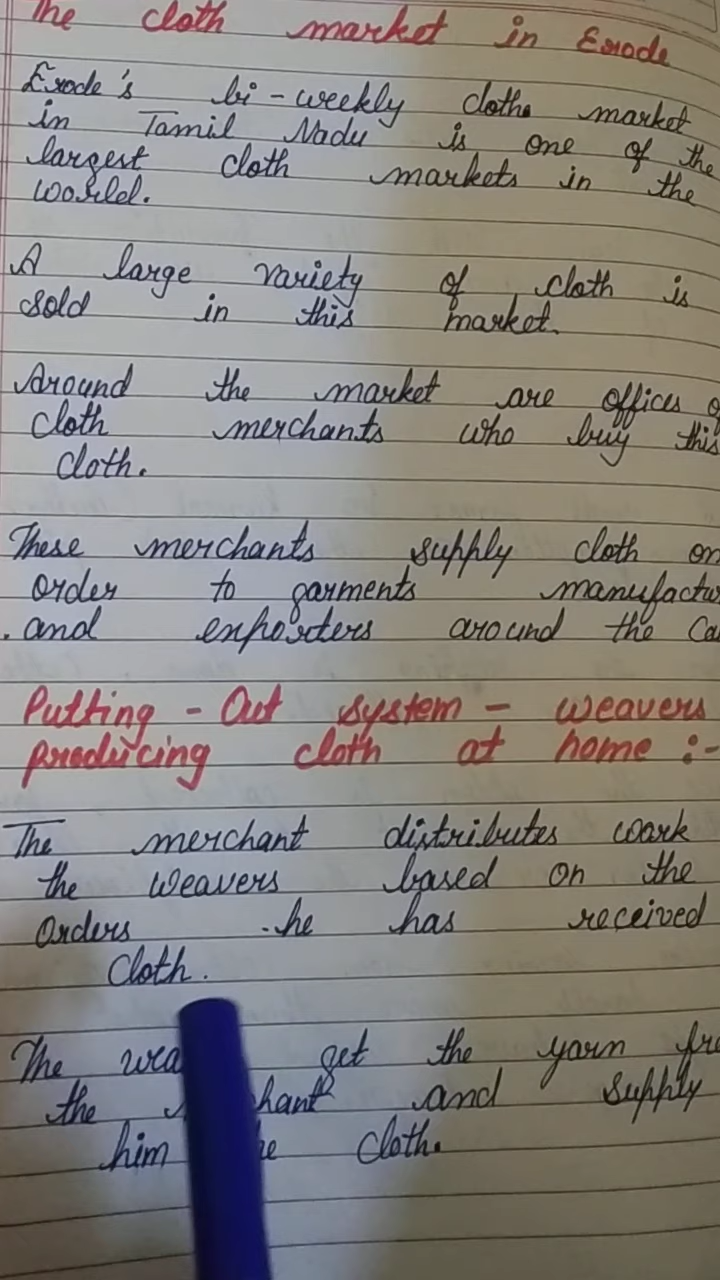 The cloth market in Erode
Erode's bi-weekly cloth market
in Tamil Nadu is one of the
largest cloth markets in the
world.
A large variety of cloth is
sold in this market.
Around the market are offices
cloth merchants who buy this
cloth.
These merchants supply cloth on
order to garments
and exporters around the
Putting-Out system - weavers
producing cloth at home :-
The merchant distributes work
the weavers based on the
orders he has received
cloth.
The get the yarn
the and supply
him cloth.